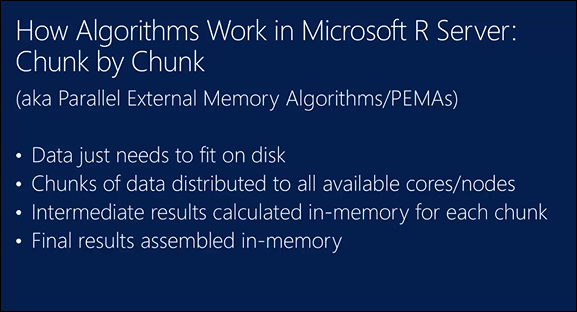 How Algorithms Work in Microsoft R Server:
Chunk by Chunk
(aka Parallel External Memory Algorithms/PEMAs)
• Data just needs to fit on disk
• Chunks of data distributed to all available cores/nodes
• Intermediate results calculated in-memory for each chunk
• Final results assembled in-memory